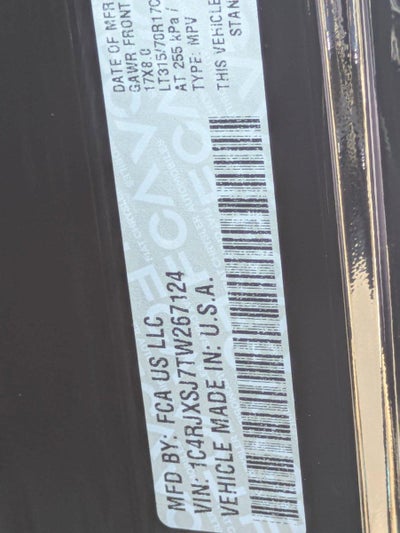 MFD BY: FCA US LLC
VIN: 1C4RJXSJ7TW267124
VEHICLE MADE IN: U.S.A.
DATE OF MFR
GAWR FRONT
17X8.0
LT315/70R17C
AT 255 kPa /
TYPE: MPV
THIS VEHICLE
STAN